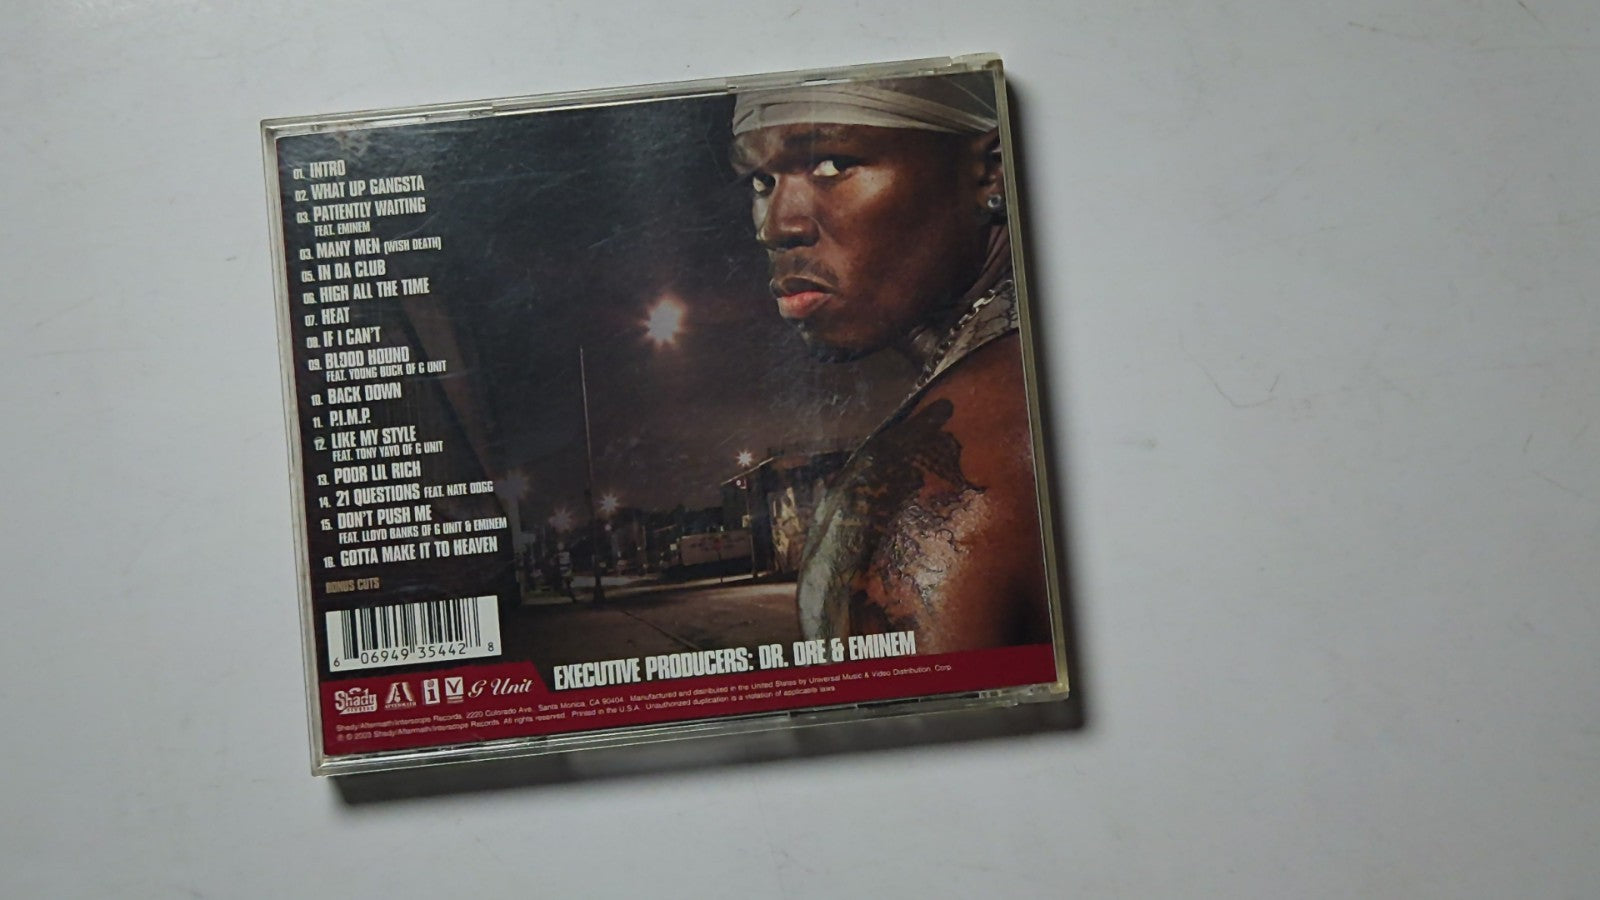 01. INTRO
02. WHAT UP GANGSTA
03. PATIENTLY WAITING
FEAT. EMINEM
03. MANY MEN (WISH DEATH)
05. IN DA CLUB
06. HIGH ALL THE TIME
07. HEAT
08. IF I CAN'T
09. BLOOD HOUND
FEAT. YOUNG BUCK OF G UNIT
10. BACK DOWN
11. P.I.M.P.
12. LIKE MY STYLE
FEAT. TONY YAYO OF G UNIT
13. POOR LIL RICH
14. 21 QUESTIONS FEAT. NATE DOGG
15. DON'T PUSH ME
FEAT. LLOYD BANKS OF G UNIT & EMINEM
16. GOTTA MAKE IT TO HEAVEN
BONUS CUTS
6 06949 35442 8
EXECUTIVE PRODUCERS: DR. DRE & EMINEM
Shady RECORDS AFTERMATH i V G Unit
Shady/Aftermath/Interscope Records, 2220 Colorado Ave., Santa Monica, CA 90404. Manufactured and distributed in the United States by Universal Music & Video Distribution, Corp.
℗ © 2003 Shady/Aftermath/Interscope Records. All rights reserved. Printed in the U.S.A. Unauthorized duplication is a violation of applicable laws